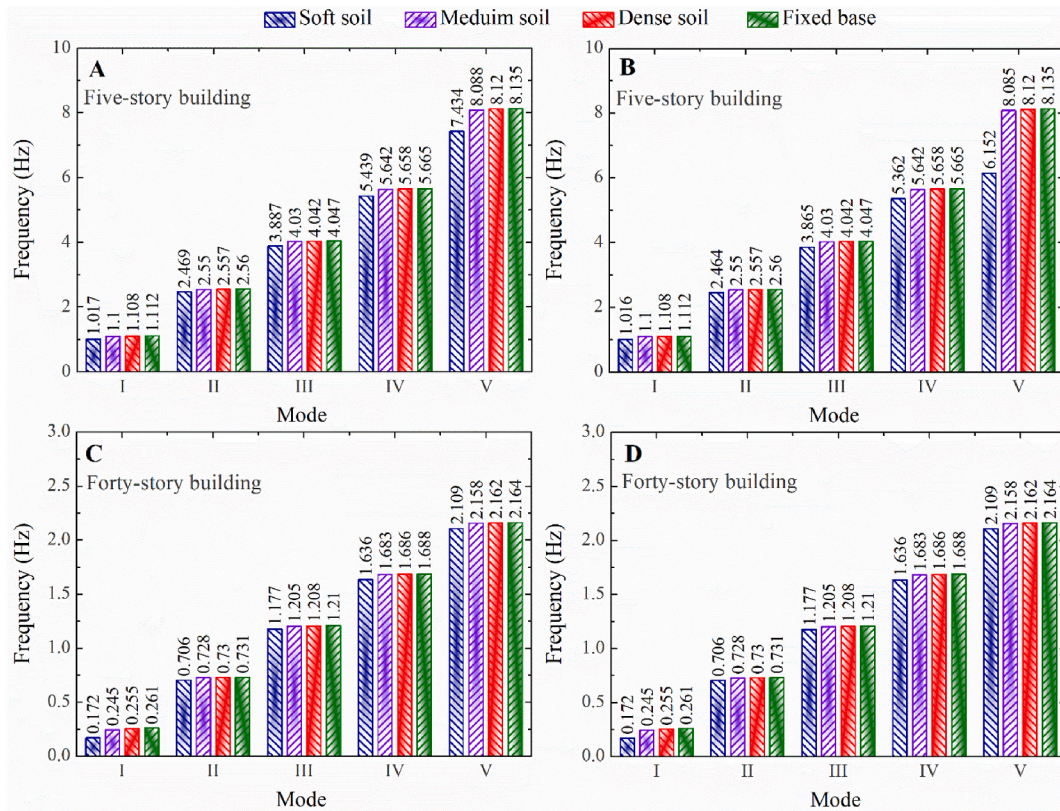 Soft soil Meduim soil Dense soil Fixed base
A
Five-story building
Frequency (Hz)
10
8
6
4
2
0
1.017 1.1 1.108 1.112
2.469 2.55 2.557 2.56
3.887 4.03 4.042 4.047
5.439 5.642 5.658 5.665
7.434 8.088 8.12 8.135
I II III IV V
Mode
B
Five-story building
Frequency (Hz)
10
8
6
4
2
0
1.016 1.1 1.108 1.112
2.464 2.55 2.557 2.56
3.865 4.03 4.042 4.047
5.362 5.642 5.658 5.665
6.152 8.085 8.12 8.135
I II III IV V
Mode
C
Forty-story building
Frequency (Hz)
3.0
2.5
2.0
1.5
1.0
0.5
0.0
0.172 0.245 0.255 0.261
0.706 0.728 0.73 0.731
1.177 1.205 1.208 1.21
1.636 1.683 1.686 1.688
2.109 2.158 2.162 2.164
I II III IV V
Mode
D
Forty-story building
Frequency (Hz)
3.0
2.5
2.0
1.5
1.0
0.5
0.0
0.172 0.245 0.255 0.261
0.706 0.728 0.73 0.731
1.177 1.205 1.208 1.21
1.636 1.683 1.686 1.688
2.109 2.158 2.162 2.164
I II III IV V
Mode